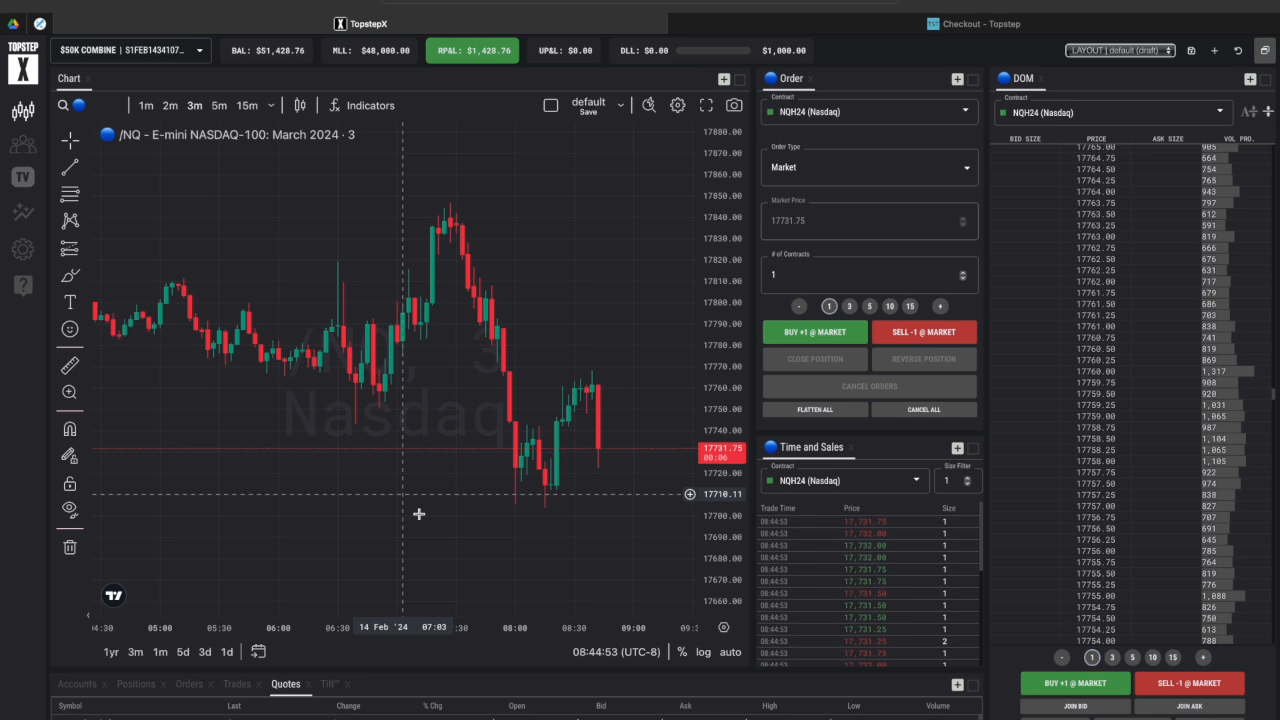 TopstepX
Checkout - Topstep
TOPSTEP
X
$50K COMBINE | S1FEB1434107...
BAL: $51,428.76
MLL: $48,000.00
RP&L: $1,428.76
UP&L: $0.00
DLL: $0.00
$1,000.00
LAYOUT | default (draft)
Chart
1m 2m 3m 5m 15m
Indicators
default
Save
/NQ - E-mini NASDAQ-100: March 2024 · 3
/NQ, 3
Nasdaq
TV
17880.00
17870.00
17860.00
17850.00
17840.00
17830.00
17820.00
17810.00
17800.00
17790.00
17780.00
17770.00
17760.00
17750.00
17740.00
17731.75
00:06
17720.00
17710.11
17700.00
17690.00
17680.00
17670.00
17660.00
05:00 05:30 06:00 06:30 14 Feb '24 07:03 :30 08:00 08:30 09:00
1yr 3m 1m 5d 3d 1d
08:44:53 (UTC-8) % log auto
Order
Contract
NQH24 (Nasdaq)
Order Type
Market
Market Price
17731.75
# of Contracts
1
- 1 3 5 10 15 +
BUY +1 @ MARKET SELL -1 @ MARKET
CLOSE POSITION REVERSE POSITION
CANCEL ORDERS
FLATTEN ALL CANCEL ALL
Time and Sales
Contract Size Filter
NQH24 (Nasdaq) 1
Trade Time Price Size
08:44:53 17,731.75 1
08:44:53 17,732.00 1
08:44:53 17,732.00 1
08:44:53 17,732.00 1
08:44:53 17,731.75 1
08:44:53 17,731.75 1
08:44:53 17,731.50 1
08:44:53 17,731.50 1
08:44:53 17,731.50 1
08:44:53 17,731.25 1
08:44:53 17,731.25 2
08:44:53 17,731.75 1
DOM
Contract
NQH24 (Nasdaq)
BID SIZE PRICE ASK SIZE VOL PRO.
17765.00 905
17764.75 664
17764.50 754
17764.25 765
17764.00 943
17763.75 797
17763.50 612
17763.25 591
17763.00 819
17762.75 666
17762.50 676
17762.25 631
17762.00 717
17761.75 679
17761.50 686
17761.25 703
17761.00 838
17760.75 741
17760.50 819
17760.25 869
17760.00 1,317
17759.75 908
17759.50 920
17759.25 1,031
17759.00 1,065
17758.75 987
17758.50 1,104
17758.25 1,065
17758.00 1,105
17757.75 922
17757.50 974
17757.25 838
17757.00 827
17756.75 707
17756.50 691
17756.25 645
17756.00 785
17755.75 764
17755.50 819
17755.25 776
17755.00 1,088
17754.75 826
17754.50 750
17754.25 613
17754.00 788
- 1 3 5 10 15 +
BUY +1 @ MARKET SELL -1 @ MARKET
JOIN BID JOIN ASK
Accounts Positions Orders Trades Quotes Tilt™
Symbol Last Change % Chg Open Bid Ask High Low Volume